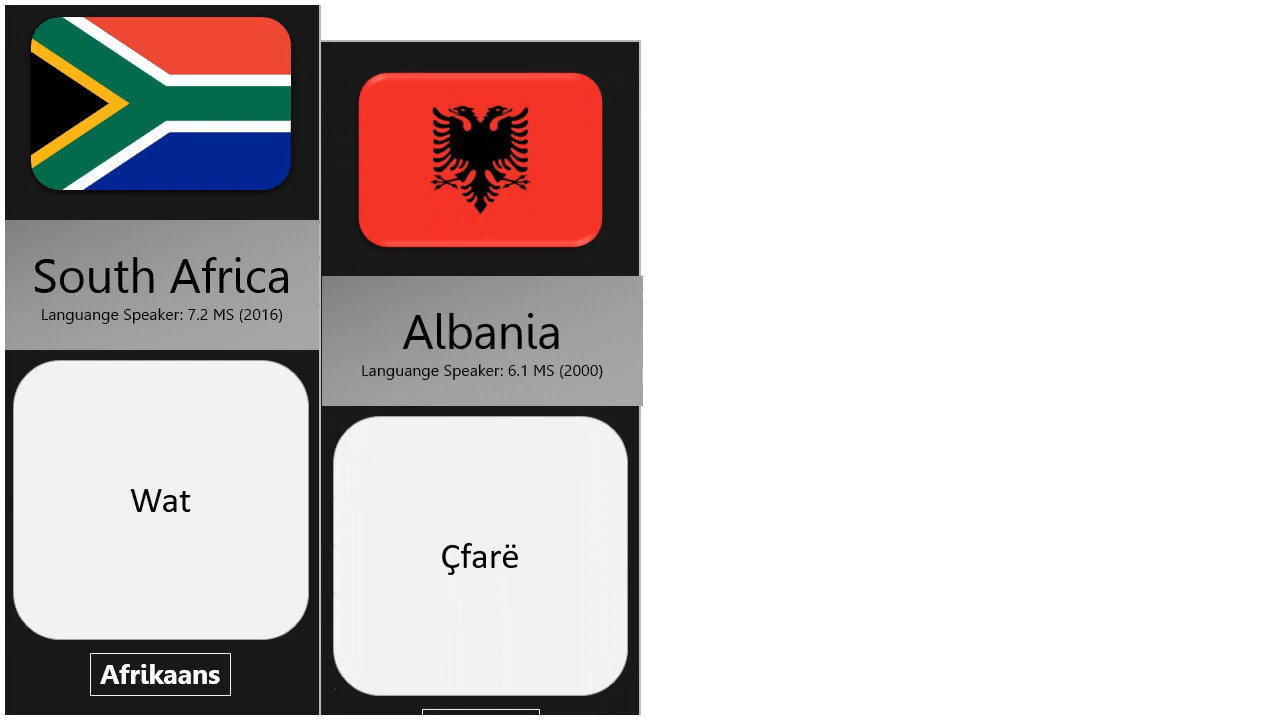 South Africa
Languange Speaker: 7.2 MS (2016)
Wat
Afrikaans
Albania
Languange Speaker: 6.1 MS (2000)
Çfarë